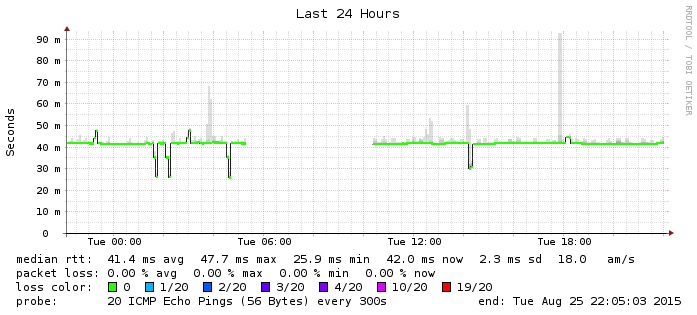 Last 24 Hours
RRDTOOL / TOBI OETIKER
Seconds
90 m
80 m
70 m
60 m
50 m
40 m
30 m
20 m
10 m
0
Tue 00:00 Tue 06:00 Tue 12:00 Tue 18:00
median rtt: 41.4 ms avg 47.7 ms max 25.9 ms min 42.0 ms now 2.3 ms sd 18.0 am/s
packet loss: 0.00 % avg 0.00 % max 0.00 % min 0.00 % now
loss color: 0 1/20 2/20 3/20 4/20 10/20 19/20
probe: 20 ICMP Echo Pings (56 Bytes) every 300s end: Tue Aug 25 22:05:03 2015